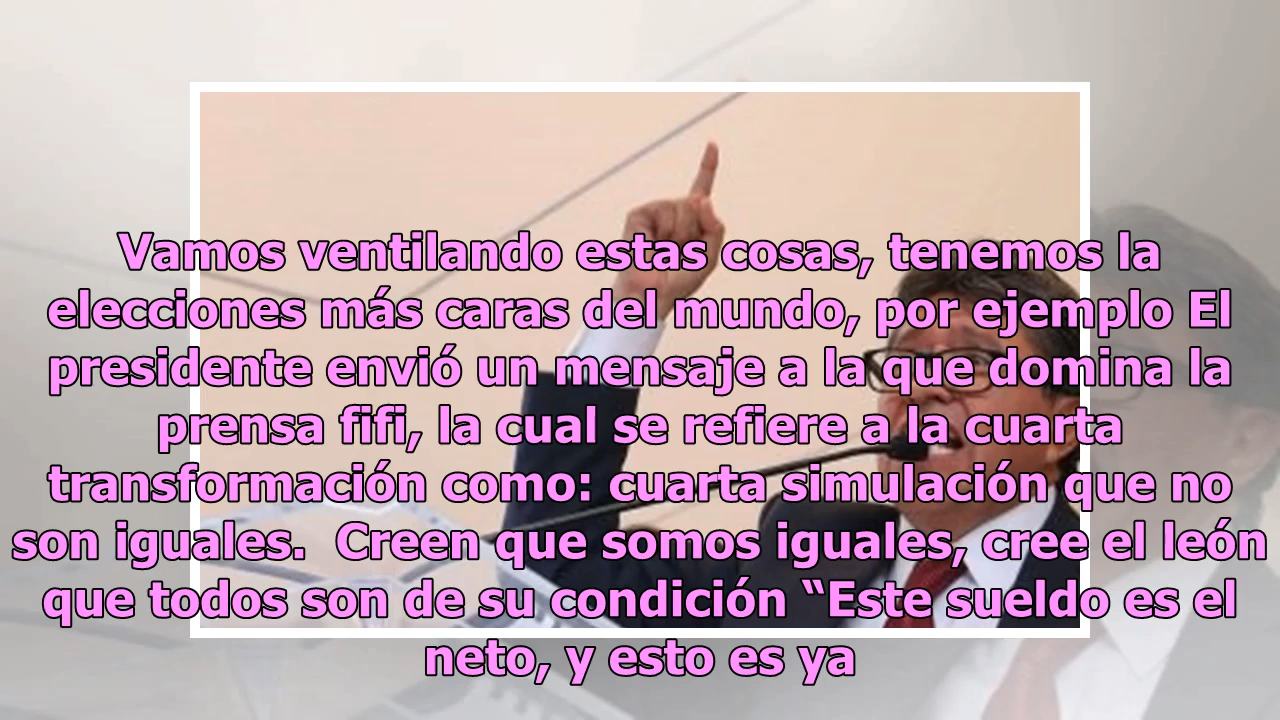 Vamos ventilando estas cosas, tenemos la
elecciones más caras del mundo, por ejemplo El
presidente envió un mensaje a la que domina la
prensa fifi, la cual se refiere a la cuarta
transformación como: cuarta simulación que no
son iguales.  Creen que somos iguales, cree el león
que todos son de su condición “Este sueldo es el
neto, y esto es ya